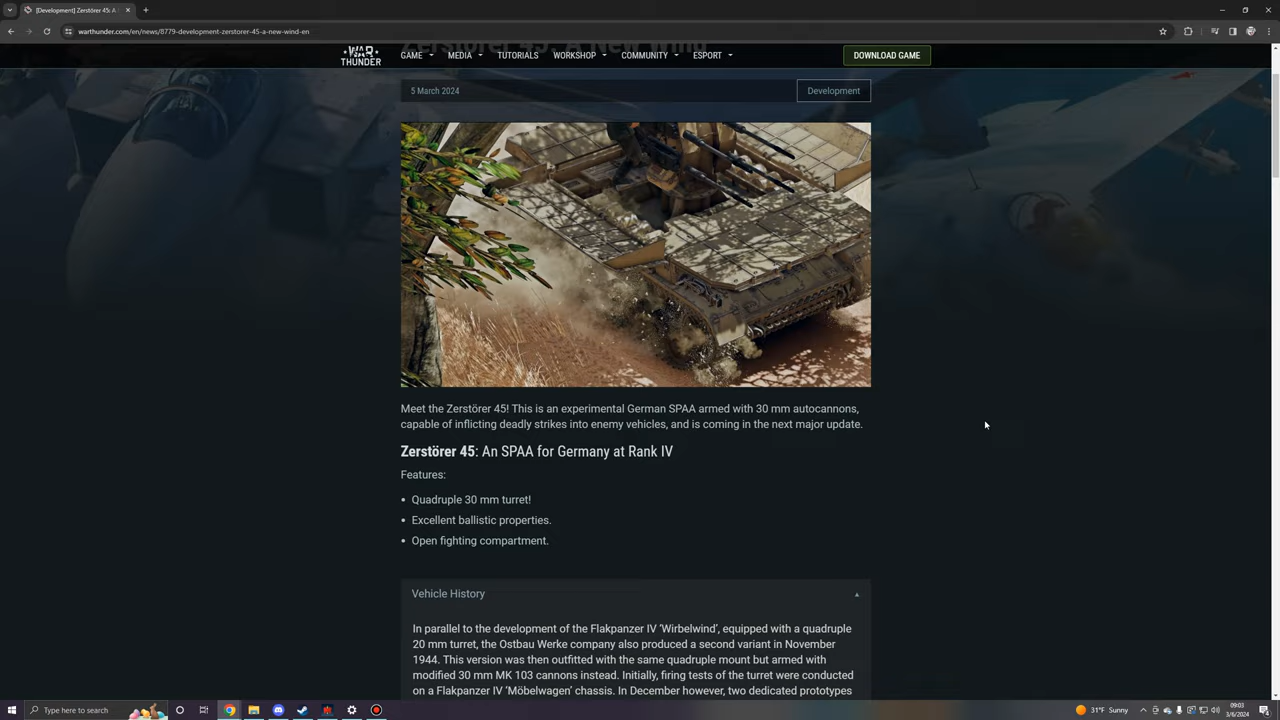 [Development] Zerstörer 45: A
warthunder.com/en/news/8779-development-zerstorer-45-a-new-wind-en
Zerstörer 45: A New Wind
WAR
THUNDER
GAME
MEDIA
TUTORIALS
WORKSHOP
COMMUNITY
ESPORT
DOWNLOAD GAME
5 March 2024
Development
Meet the Zerstörer 45! This is an experimental German SPAA armed with 30 mm autocannons,
capable of inflicting deadly strikes into enemy vehicles, and is coming in the next major update.
Zerstörer 45: An SPAA for Germany at Rank IV
Features:
Quadruple 30 mm turret!
Excellent ballistic properties.
Open fighting compartment.
Vehicle History
In parallel to the development of the Flakpanzer IV ‘Wirbelwind’, equipped with a quadruple
20 mm turret, the Ostbau Werke company also produced a second variant in November
1944. This version was then outfitted with the same quadruple mount but armed with
modified 30 mm MK 103 cannons instead. Initially, firing tests of the turret were conducted
on a Flakpanzer IV ‘Möbelwagen’ chassis. In December however, two dedicated prototypes
Type here to search
31°F Sunny
09:03
3/6/2024